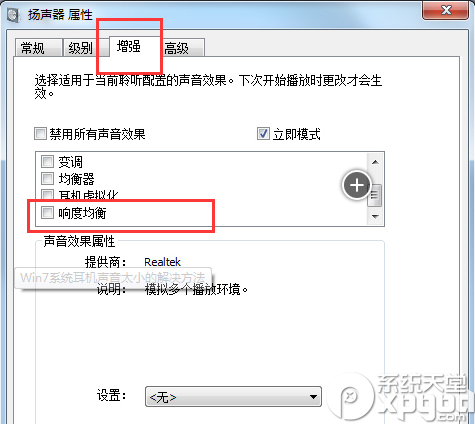 扬声器 属性
常规 级别 增强 高级
选择适用于当前聆听配置的声音效果。下次开始播放时更改才会生
效。
禁用所有声音效果 立即模式
变调
均衡器
耳机虚拟化
响度均衡
声音效果属性
提供商： Realtek
Win7系统耳机声音太小的解决方法
说明： 模拟多个播放环境。
设置： <无>
系统天堂
xpgod
.com